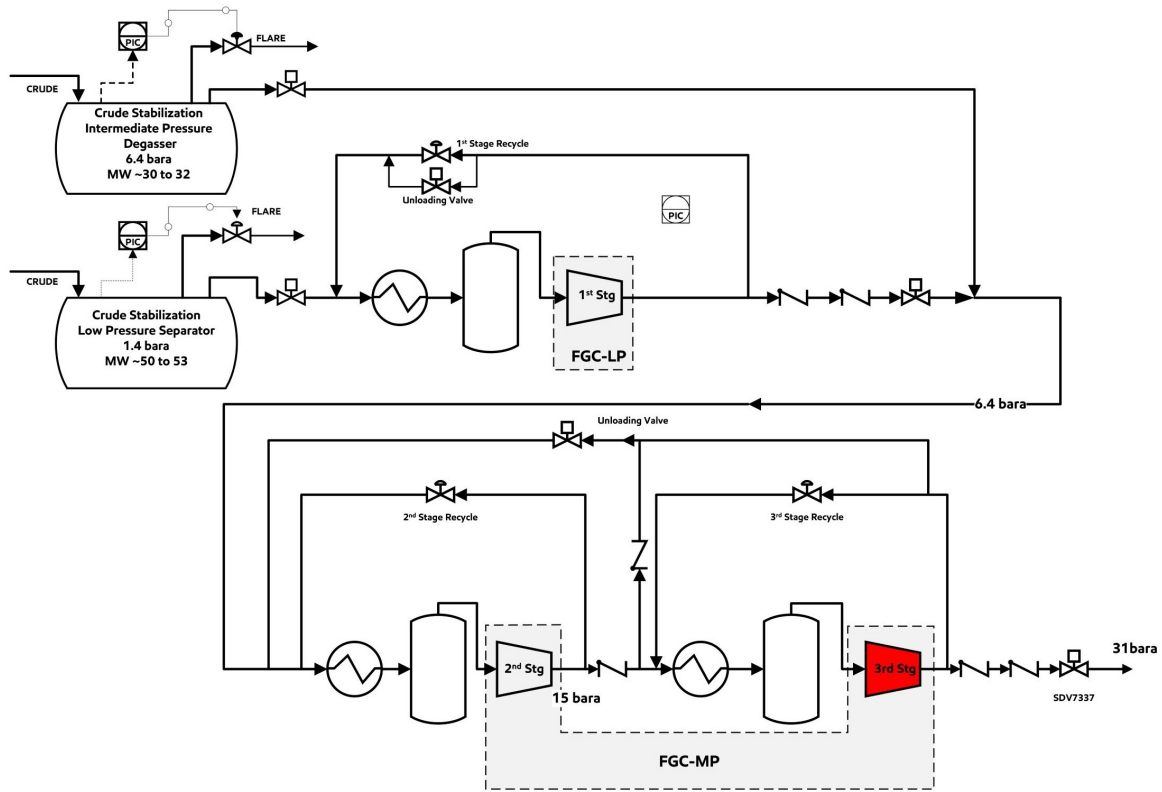 PIC
FLARE
CRUDE
Crude Stabilization
Intermediate Pressure
Degasser
6.4 bara
MW ~30 to 32
1st Stage Recycle
Unloading Valve
PIC
PIC
FLARE
CRUDE
Crude Stabilization
Low Pressure Separator
1.4 bara
MW ~50 to 53
1st Stg
FGC-LP
6.4 bara
Unloading Valve
2nd Stage Recycle
3rd Stage Recycle
2nd Stg
15 bara
3rd Stg
31bara
SDV7337
FGC-MP